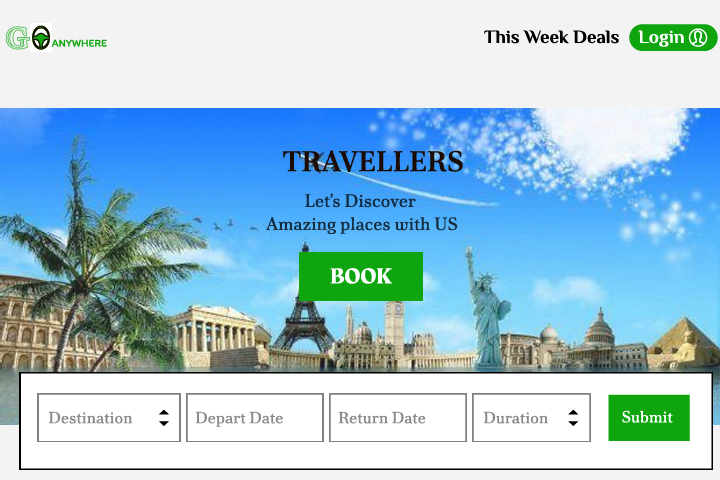 GO ANYWHERE
This Week Deals
Login
TRAVELLERS
Let's Discover
Amazing places with US
BOOK
Destination
Depart Date
Return Date
Duration
Submit